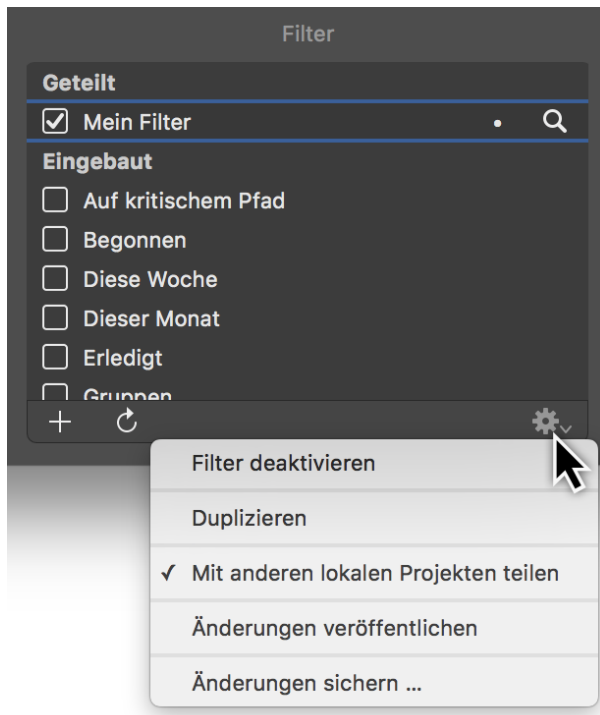 Filter
Geteilt
Mein Filter
Eingebaut
Auf kritischem Pfad
Begonnen
Diese Woche
Dieser Monat
Erledigt
Gruppen
Filter deaktivieren
Duplizieren
✓ Mit anderen lokalen Projekten teilen
Änderungen veröffentlichen
Änderungen sichern ...